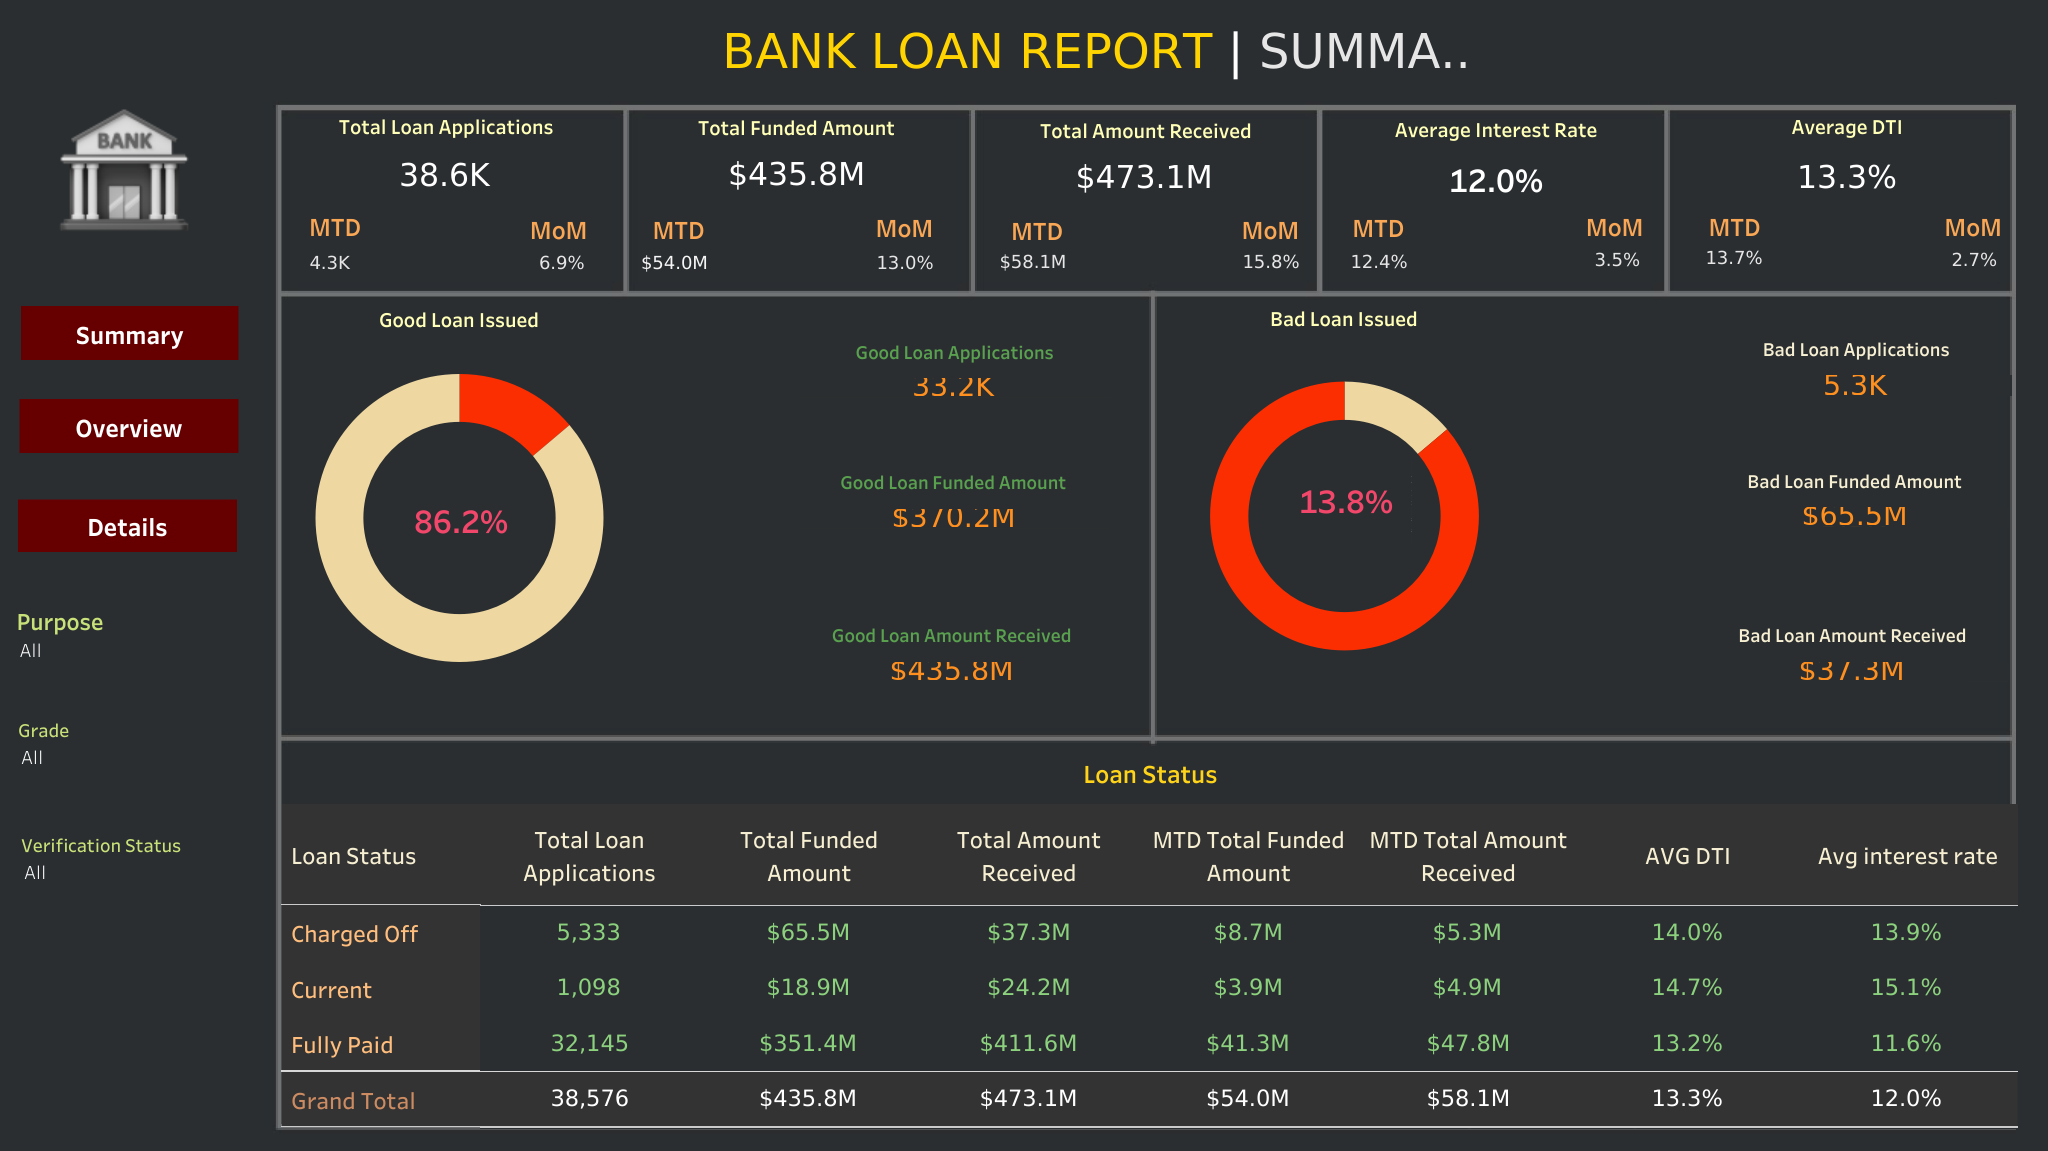 BANK LOAN REPORT | SUMMA..
BANK
Summary
Overview
Details
Purpose
All
Grade
All
Verification Status
All
Total Loan Applications
38.6K
MTD MoM
4.3K 6.9%
Total Funded Amount
$435.8M
MTD MoM
$54.0M 13.0%
Total Amount Received
$473.1M
MTD MoM
$58.1M 15.8%
Average Interest Rate
12.0%
MTD MoM
12.4% 3.5%
Average DTI
13.3%
MTD MoM
13.7% 2.7%
Good Loan Issued
86.2%
Good Loan Applications
33.2K
Good Loan Funded Amount
$370.2M
Good Loan Amount Received
$435.8M
Bad Loan Issued
13.8%
Bad Loan Applications
5.3K
Bad Loan Funded Amount
$65.5M
Bad Loan Amount Received
$37.3M
Loan Status
Loan Status Total Loan Applications Total Funded Amount Total Amount Received MTD Total Funded Amount MTD Total Amount Received AVG DTI Avg interest rate
Charged Off 5,333 $65.5M $37.3M $8.7M $5.3M 14.0% 13.9%
Current 1,098 $18.9M $24.2M $3.9M $4.9M 14.7% 15.1%
Fully Paid 32,145 $351.4M $411.6M $41.3M $47.8M 13.2% 11.6%
Grand Total 38,576 $435.8M $473.1M $54.0M $58.1M 13.3% 12.0%